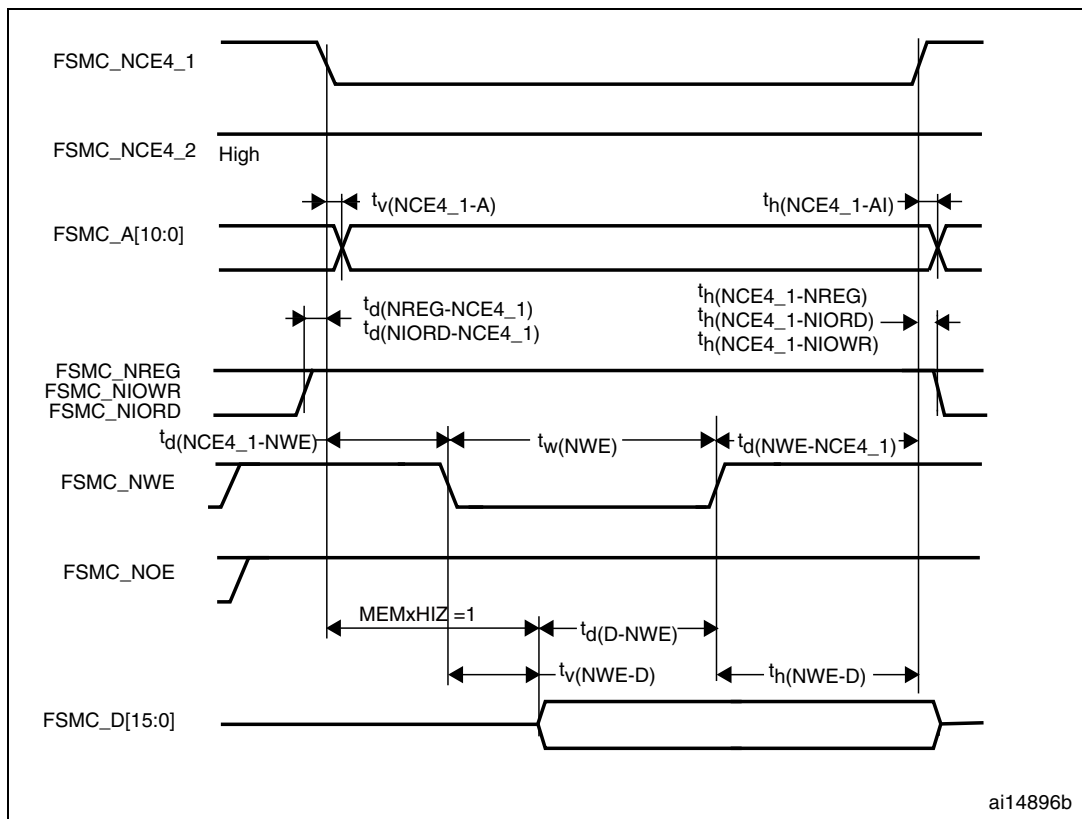 FSMC_NCE4_1
FSMC_NCE4_2 High
tv(NCE4_1-A)
th(NCE4_1-AI)
FSMC_A[10:0]
td(NREG-NCE4_1)
td(NIORD-NCE4_1)
th(NCE4_1-NREG)
th(NCE4_1-NIORD)
th(NCE4_1-NIOWR)
FSMC_NREG
FSMC_NIOWR
FSMC_NIORD
td(NCE4_1-NWE)
tw(NWE)
td(NWE-NCE4_1)
FSMC_NWE
FSMC_NOE
MEMxHIZ =1
td(D-NWE)
tv(NWE-D)
th(NWE-D)
FSMC_D[15:0]
ai14896b